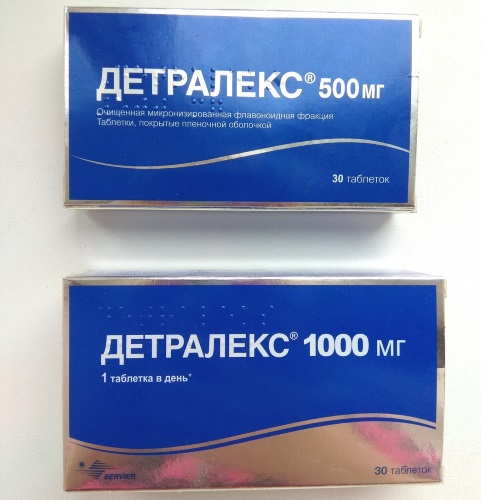 ДЕТРАЛЕКС® 500 мг
Очищенная микронизированная флавоноидная фракция
Таблетки, покрытые пленочной оболочкой
30 таблеток
ДЕТРАЛЕКС® 1000 мг
1 таблетка в день*
SERVIER
30 таблеток